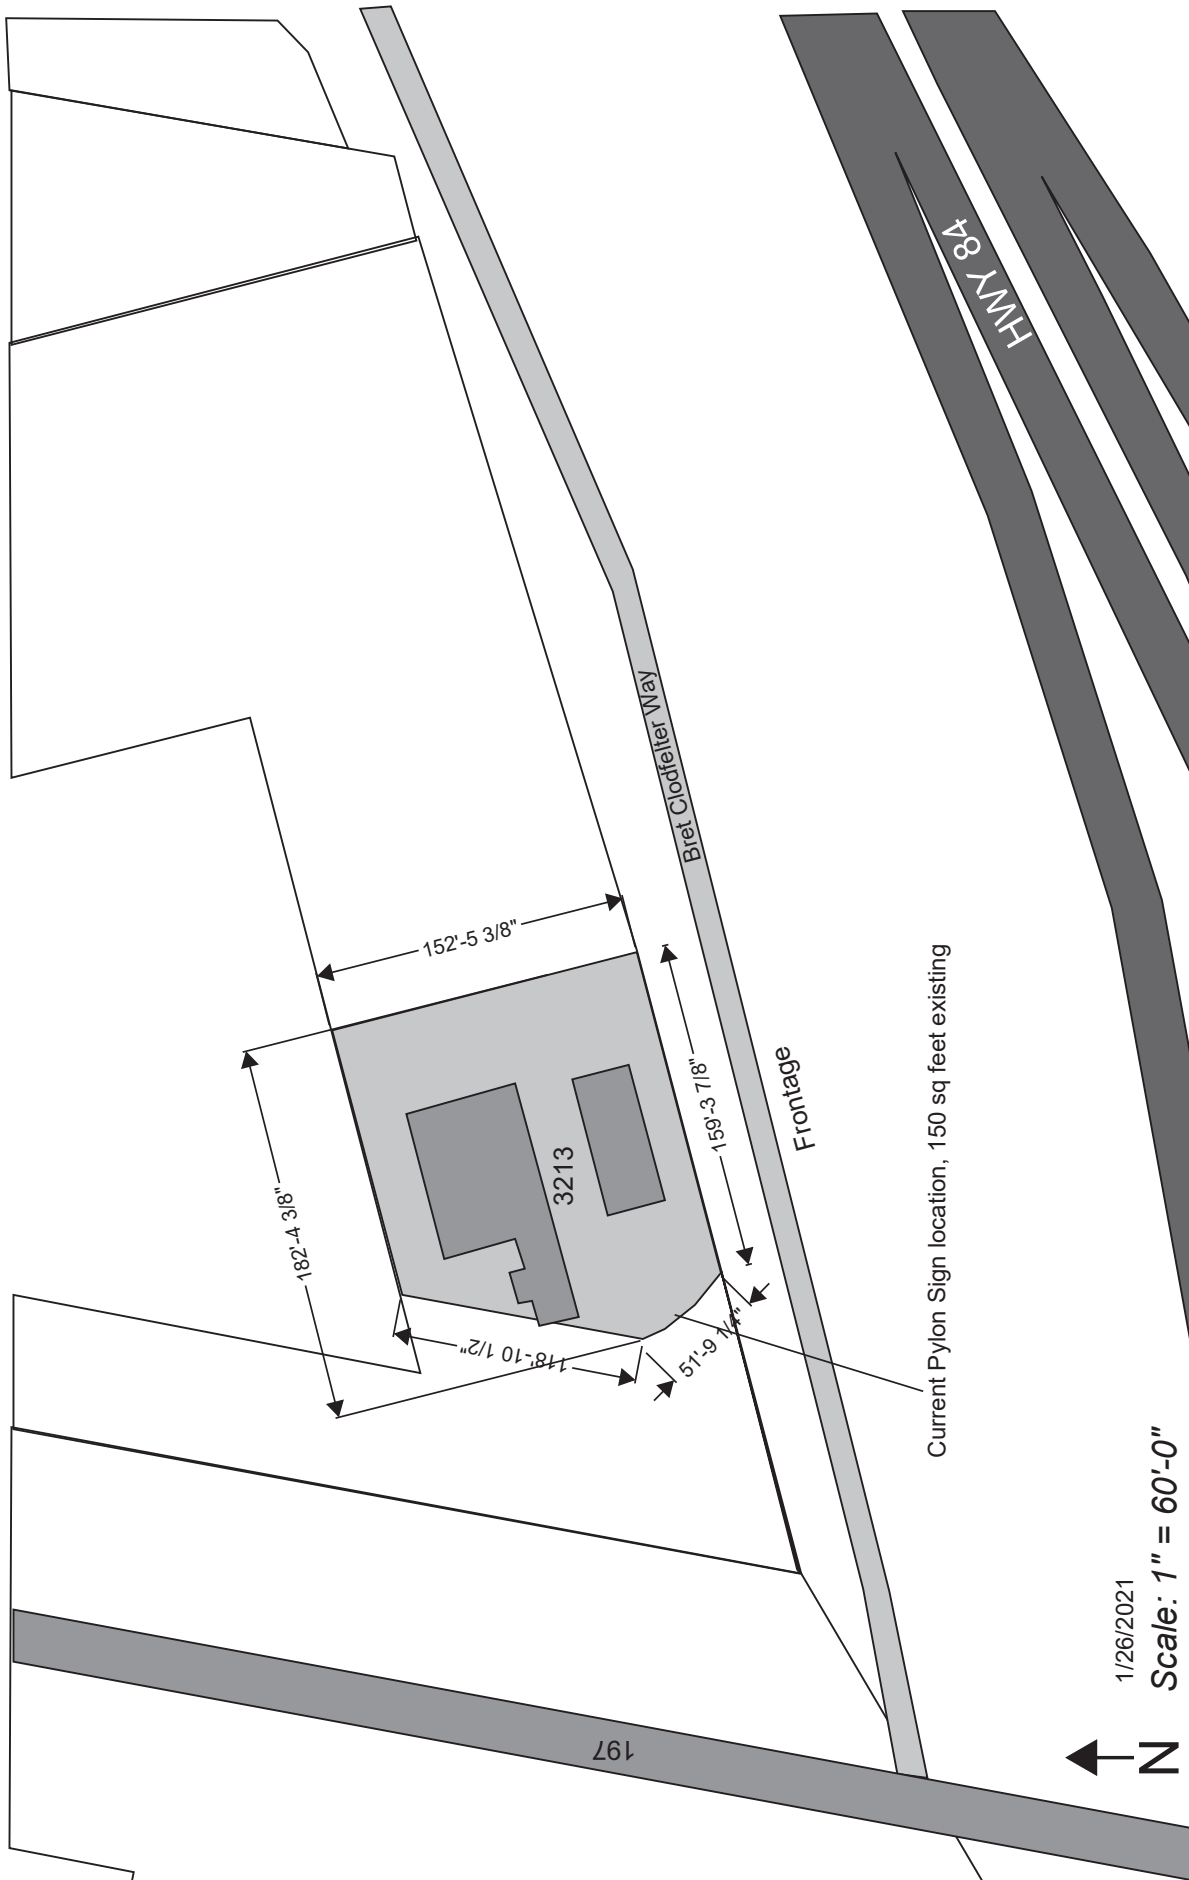 HWY 84
Bret Clodfelter Way
152'-5 3/8"
182'-4 3/8"
3213
159'-3 7/8"
118'-10 1/2"
51'-9 1/4"
Frontage
Current Pylon Sign location, 150 sq feet existing
197
1/26/2021
Scale: 1" = 60'-0"
N